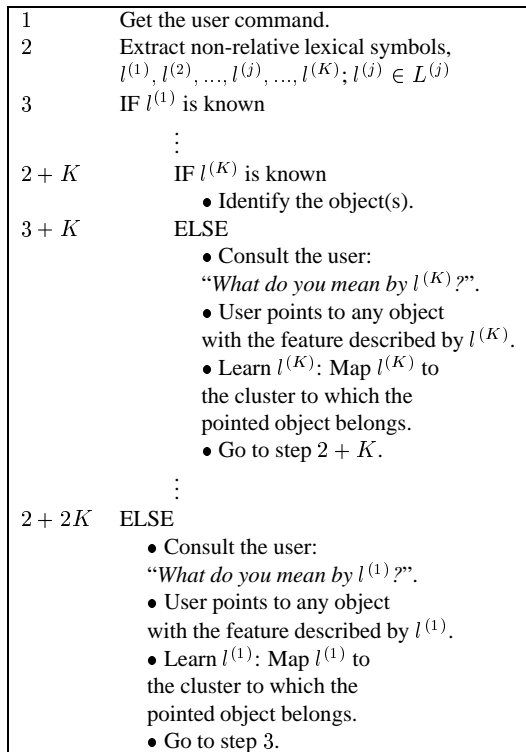 1 Get the user command.
2 Extract non-relative lexical symbols,
l^(1), l^(2), ..., l^(j), ..., l^(K); l^(j) ∈ L^(j)
3 IF l^(1) is known
⋮
2 + K IF l^(K) is known
• Identify the object(s).
3 + K ELSE
• Consult the user:
“What do you mean by l^(K)?”.
• User points to any object
with the feature described by l^(K).
• Learn l^(K): Map l^(K) to
the cluster to which the
pointed object belongs.
• Go to step 2 + K.
⋮
2 + 2K ELSE
• Consult the user:
“What do you mean by l^(1)?”.
• User points to any object
with the feature described by l^(1).
• Learn l^(1): Map l^(1) to
the cluster to which the
pointed object belongs.
• Go to step 3.